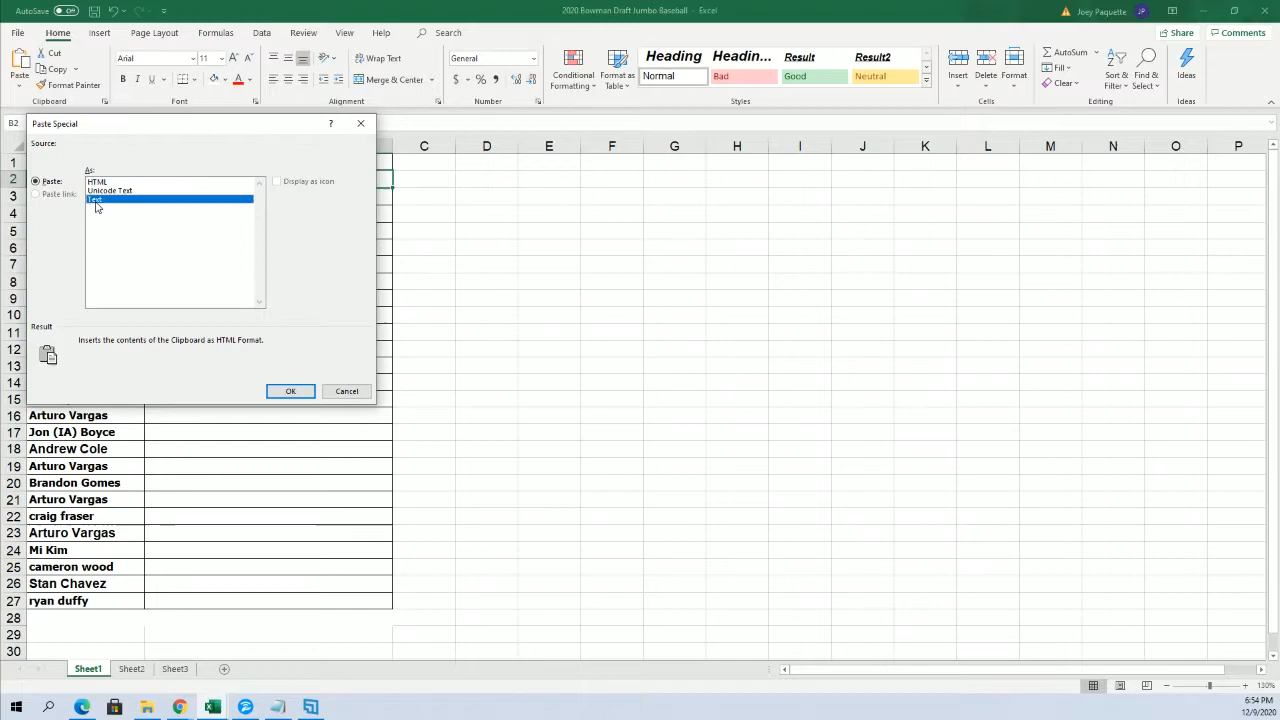 AutoSave Off
2020 Bowman Draft Jumbo Baseball - Excel
Joey Paquette JP
File Home Insert Page Layout Formulas Data Review View Help Search
Share Comments
Paste
Cut
Copy
Format Painter
Arial 11
B I U
Merge & Center
General
$ % ,
Conditional Formatting
Format as Table
Heading Headin... Result Result2
Normal Bad Good Neutral
Insert Delete Format
AutoSum
Fill
Clear
Sort & Filter
Find & Select
Ideas
Clipboard Font Alignment Number Styles Cells Editing Ideas
B2
Paste Special ?
Source:
As:
Paste:
Paste link:
HTML
Unicode Text
Text
Display as icon
Result
Inserts the contents of the Clipboard as HTML Format.
OK Cancel
C D E F G H I J K L M N O P
1
2
3
4
5
6
7
8
9
10
11
12
13
14
15
16 Arturo Vargas
17 Jon (IA) Boyce
18 Andrew Cole
19 Arturo Vargas
20 Brandon Gomes
21 Arturo Vargas
22 craig fraser
23 Arturo Vargas
24 Mi Kim
25 cameron wood
26 Stan Chavez
27 ryan duffy
28
29
30
Sheet1 Sheet2 Sheet3
130%
6:54 PM
12/9/2020